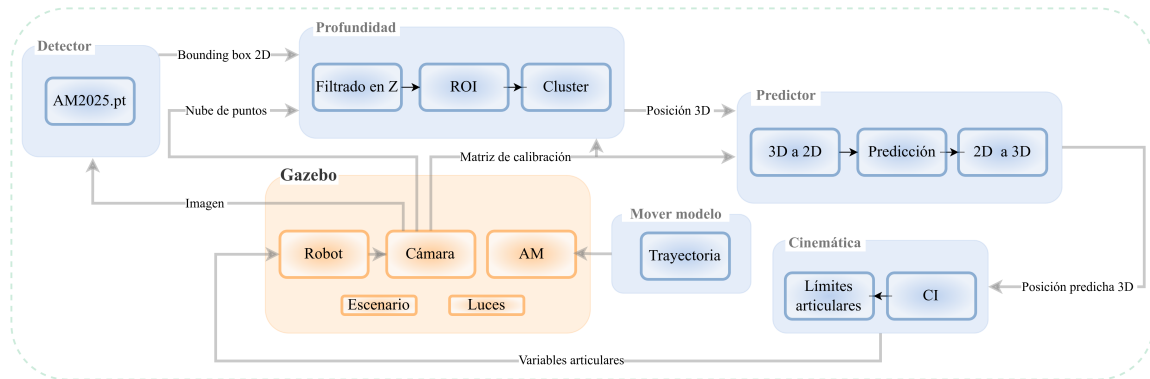 Profundidad
Detector
Bounding box 2D
Filtrado en Z
ROI
Cluster
AM2025.pt
Nube de puntos
Posición 3D
Predictor
3D a 2D
Predicción
2D a 3D
Matriz de calibración
Gazebo
Imagen
Mover modelo
Robot
Cámara
AM
Trayectoria
Cinemática
Límites
articulares
CI
Posición predicha 3D
Escenario
Luces
Variables articulares